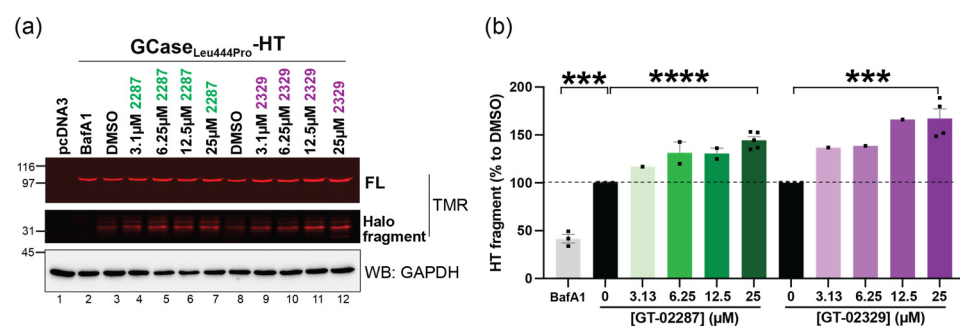 (a)
GCaseLeu444Pro-HT
pcDNA3
BafA1
DMSO
3.1µM 2287
6.25µM 2287
12.5µM 2287
25µM 2287
DMSO
3.1µM 2329
6.25µM 2329
12.5µM 2329
25µM 2329
116
97
FL
TMR
31
Halo
fragment
45
WB: GAPDH
1 2 3 4 5 6 7 8 9 10 11 12
(b)
*** **** ***
HT fragment (% to DMSO)
200
150
100
50
0
BafA1 0 3.13 6.25 12.5 25 0 3.13 6.25 12.5 25
[GT-02287] (µM) [GT-02329] (µM)